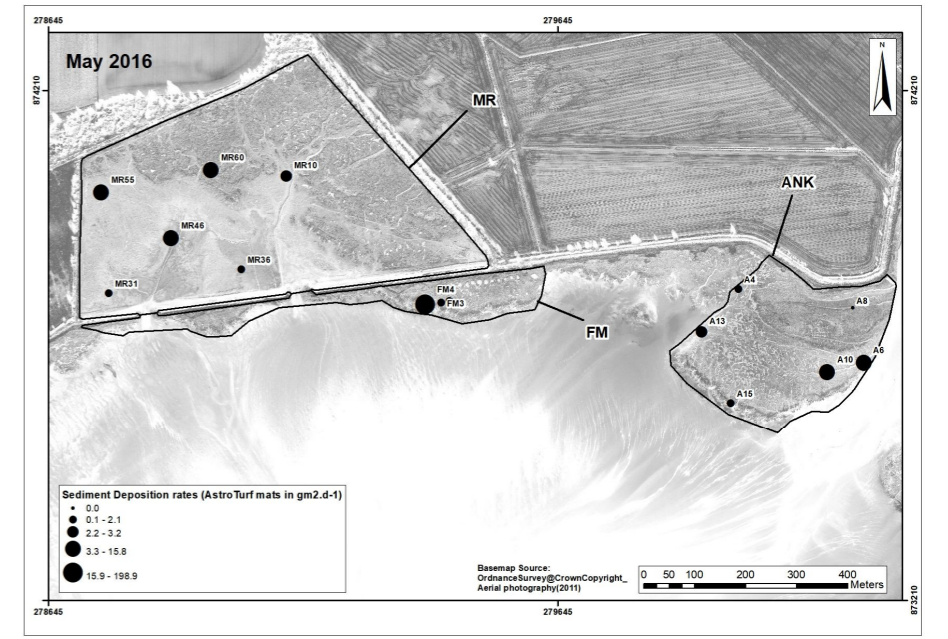 278645
279645
May 2016
N
874210
874210
MR
MR60
MR10
MR55
ANK
MR46
MR36
A4
MR31
FM4
FM3
A8
A13
FM
A10
A6
A15
Sediment Deposition rates (AstroTurf mats in gm2.d-1)
0.0
0.1 - 2.1
2.2 - 3.2
3.3 - 15.8
15.9 - 198.9
Basemap Source:
OrdnanceSurvey@CrownCopyright_
Aerial photography(2011)
0 50 100 200 300 400
Meters
873210
278645
279645